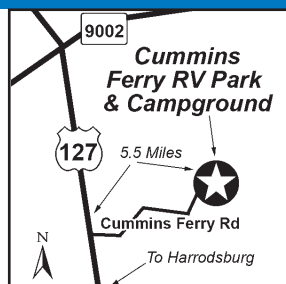 9002
Cummins
Ferry RV Park
& Campground
127
5.5 Miles
Cummins Ferry Rd
N
To Harrodsburg